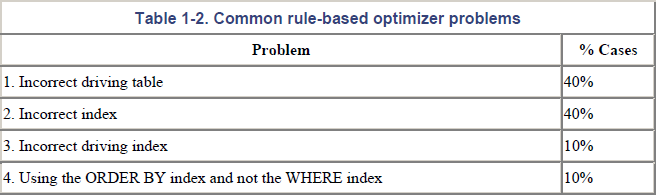 Table 1-2. Common rule-based optimizer problems
Problem % Cases
1. Incorrect driving table 40%
2. Incorrect index 40%
3. Incorrect driving index 10%
4. Using the ORDER BY index and not the WHERE index 10%